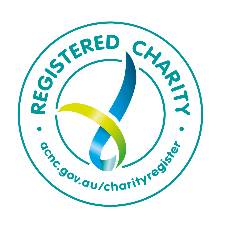 REGISTERED CHARITY
acnc.gov.au/charityregister